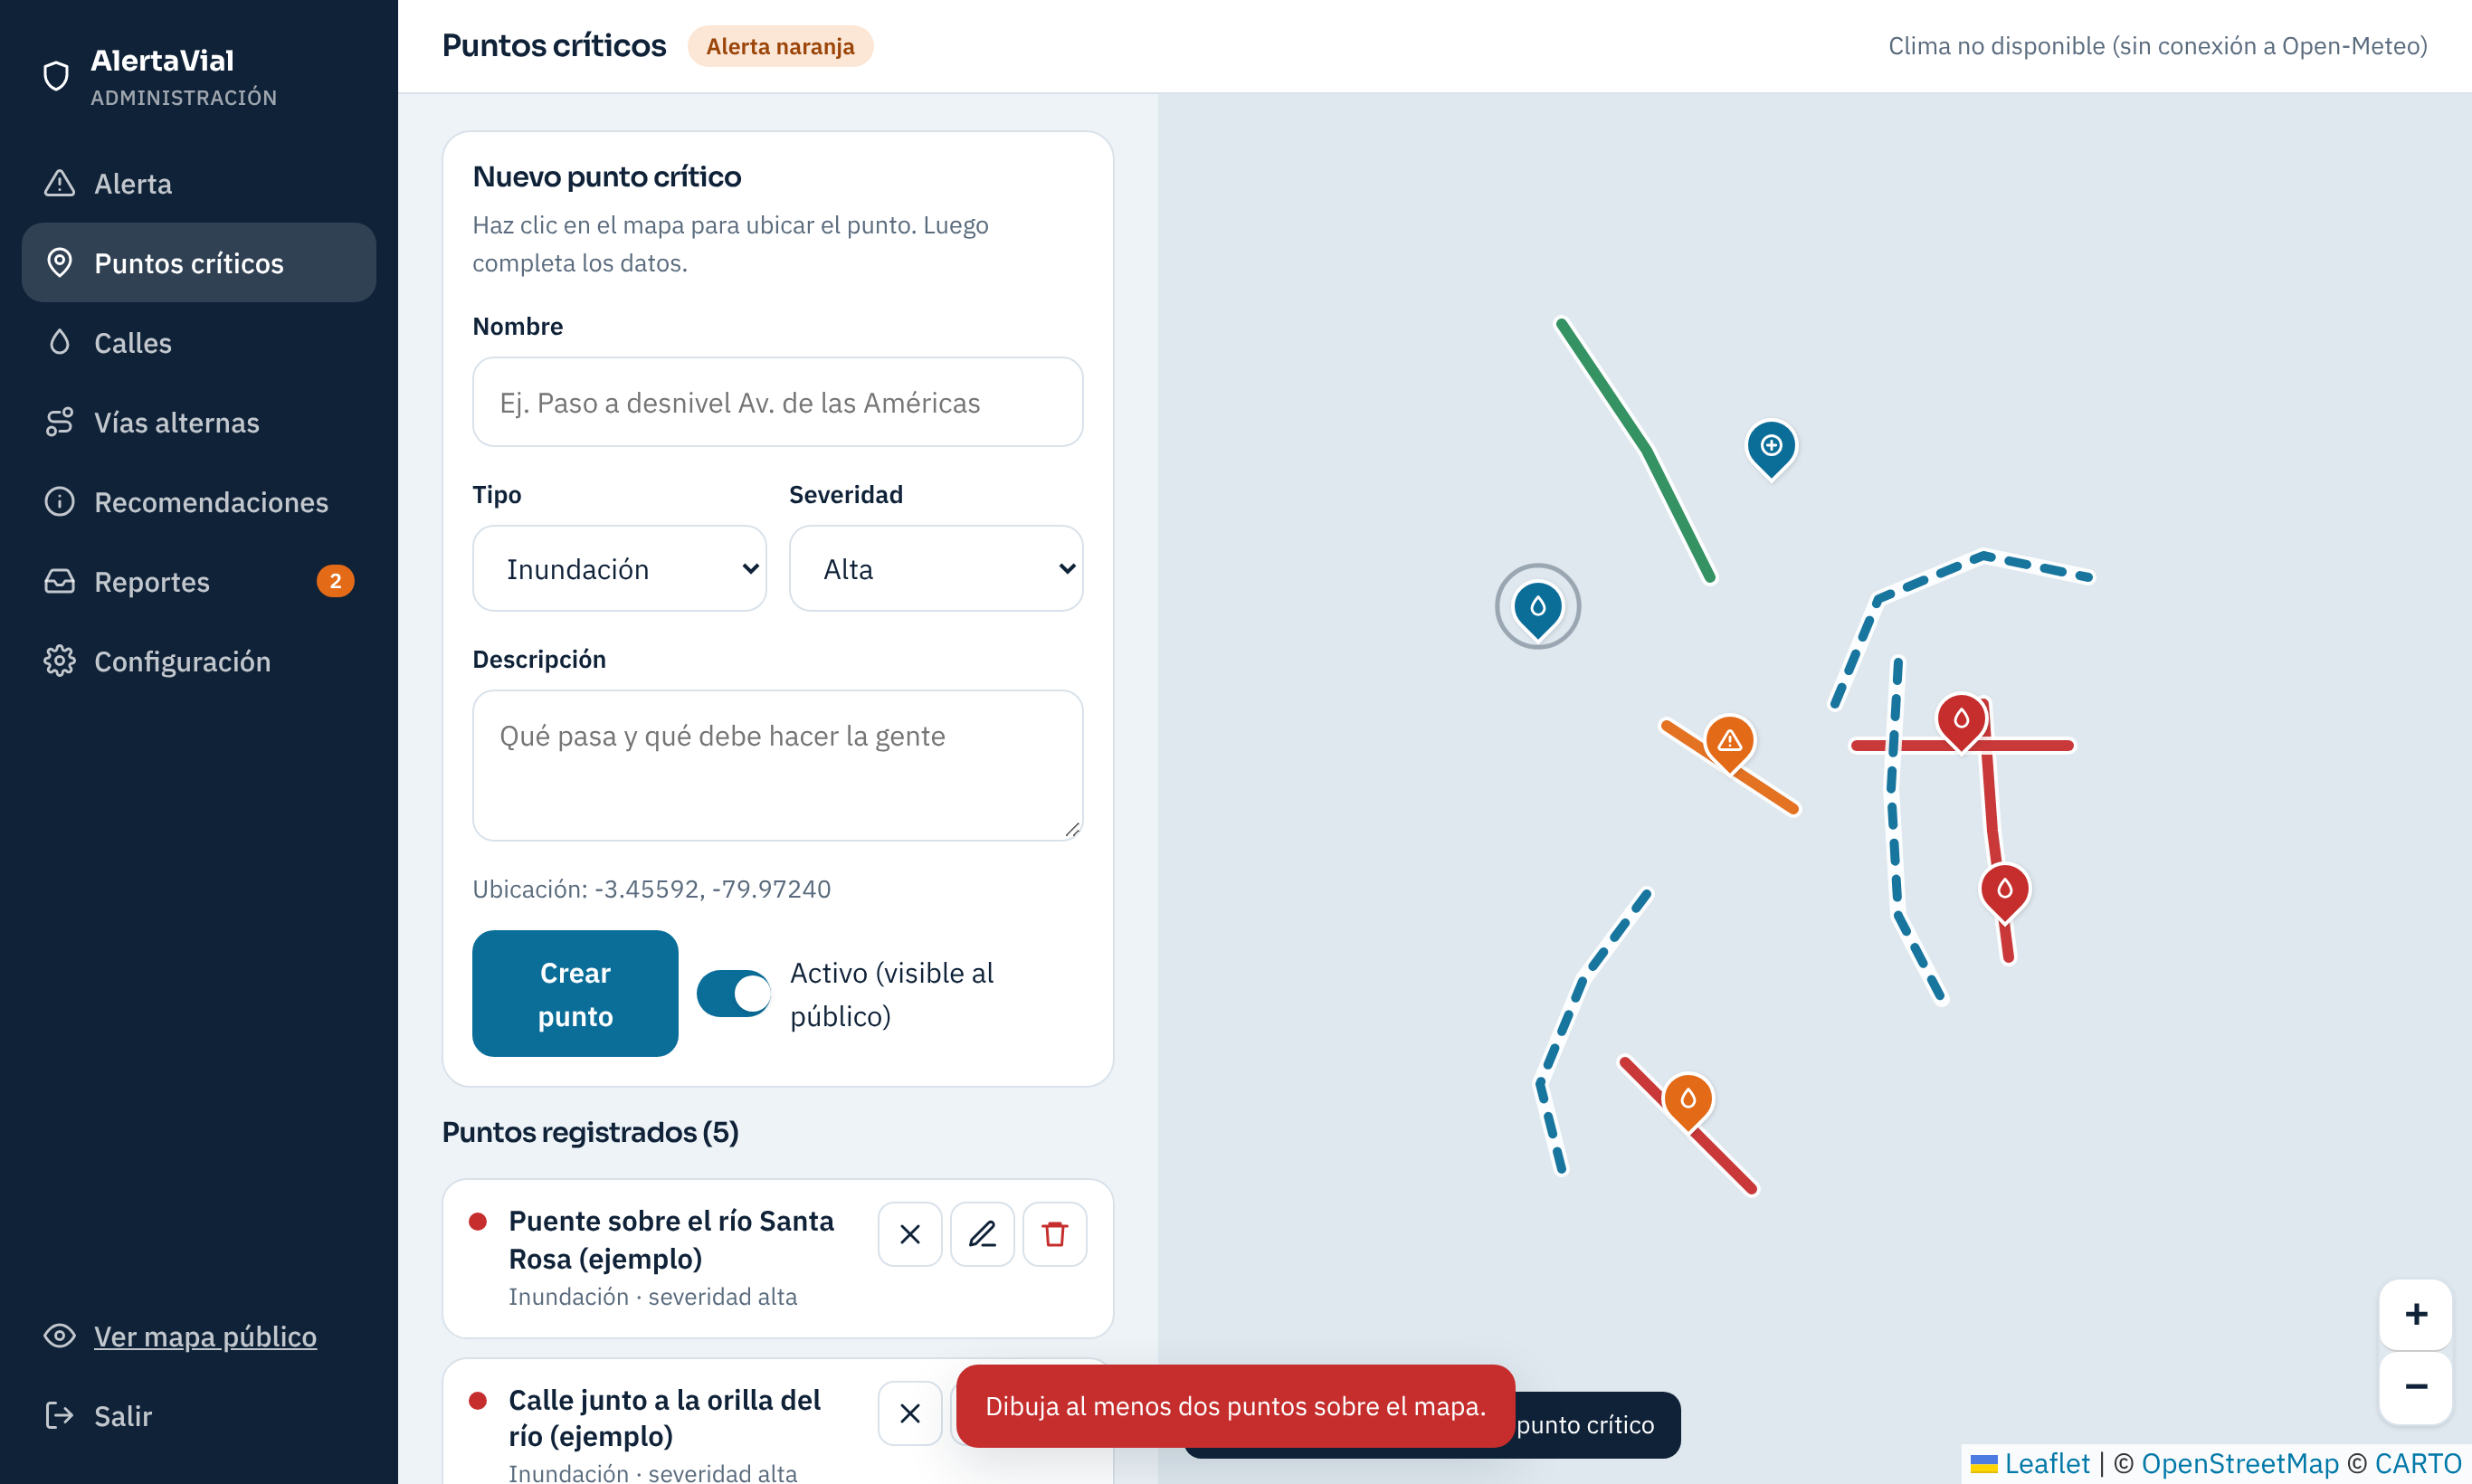 AlertaVial
ADMINISTRACIÓN
Alerta
Puntos críticos
Calles
Vías alternas
Recomendaciones
Reportes 2
Configuración
Ver mapa público
Salir
Puntos críticos
Alerta naranja
Clima no disponible (sin conexión a Open-Meteo)
Nuevo punto crítico
Haz clic en el mapa para ubicar el punto. Luego
completa los datos.
Nombre
Ej. Paso a desnivel Av. de las Américas
Tipo
Severidad
Inundación
Alta
Descripción
Qué pasa y qué debe hacer la gente
Ubicación: -3.45592, -79.97240
Crear
punto
Activo (visible al
público)
Puntos registrados (5)
Puente sobre el río Santa
Rosa (ejemplo)
Inundación · severidad alta
Calle junto a la orilla del
río (ejemplo)
Inundación · severidad alta
Dibuja al menos dos puntos sobre el mapa.
punto crítico
+
−
Leaflet | © OpenStreetMap © CARTO